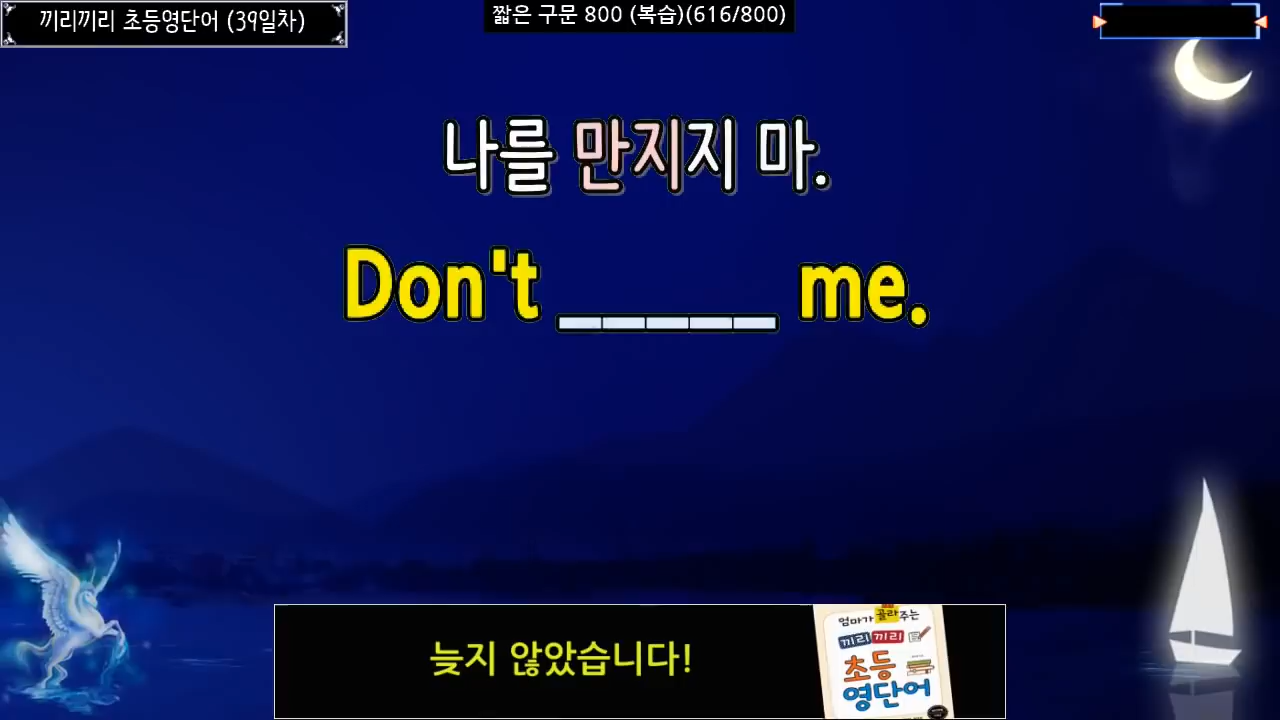 끼리끼리 초등영단어 (39일차)
짧은 구문 800 (복습)(616/800)
나를 만지지 마.
Don't _____ me.
늦지 않았습니다!
엄마가 골라주는
끼리끼리
초등
영단어